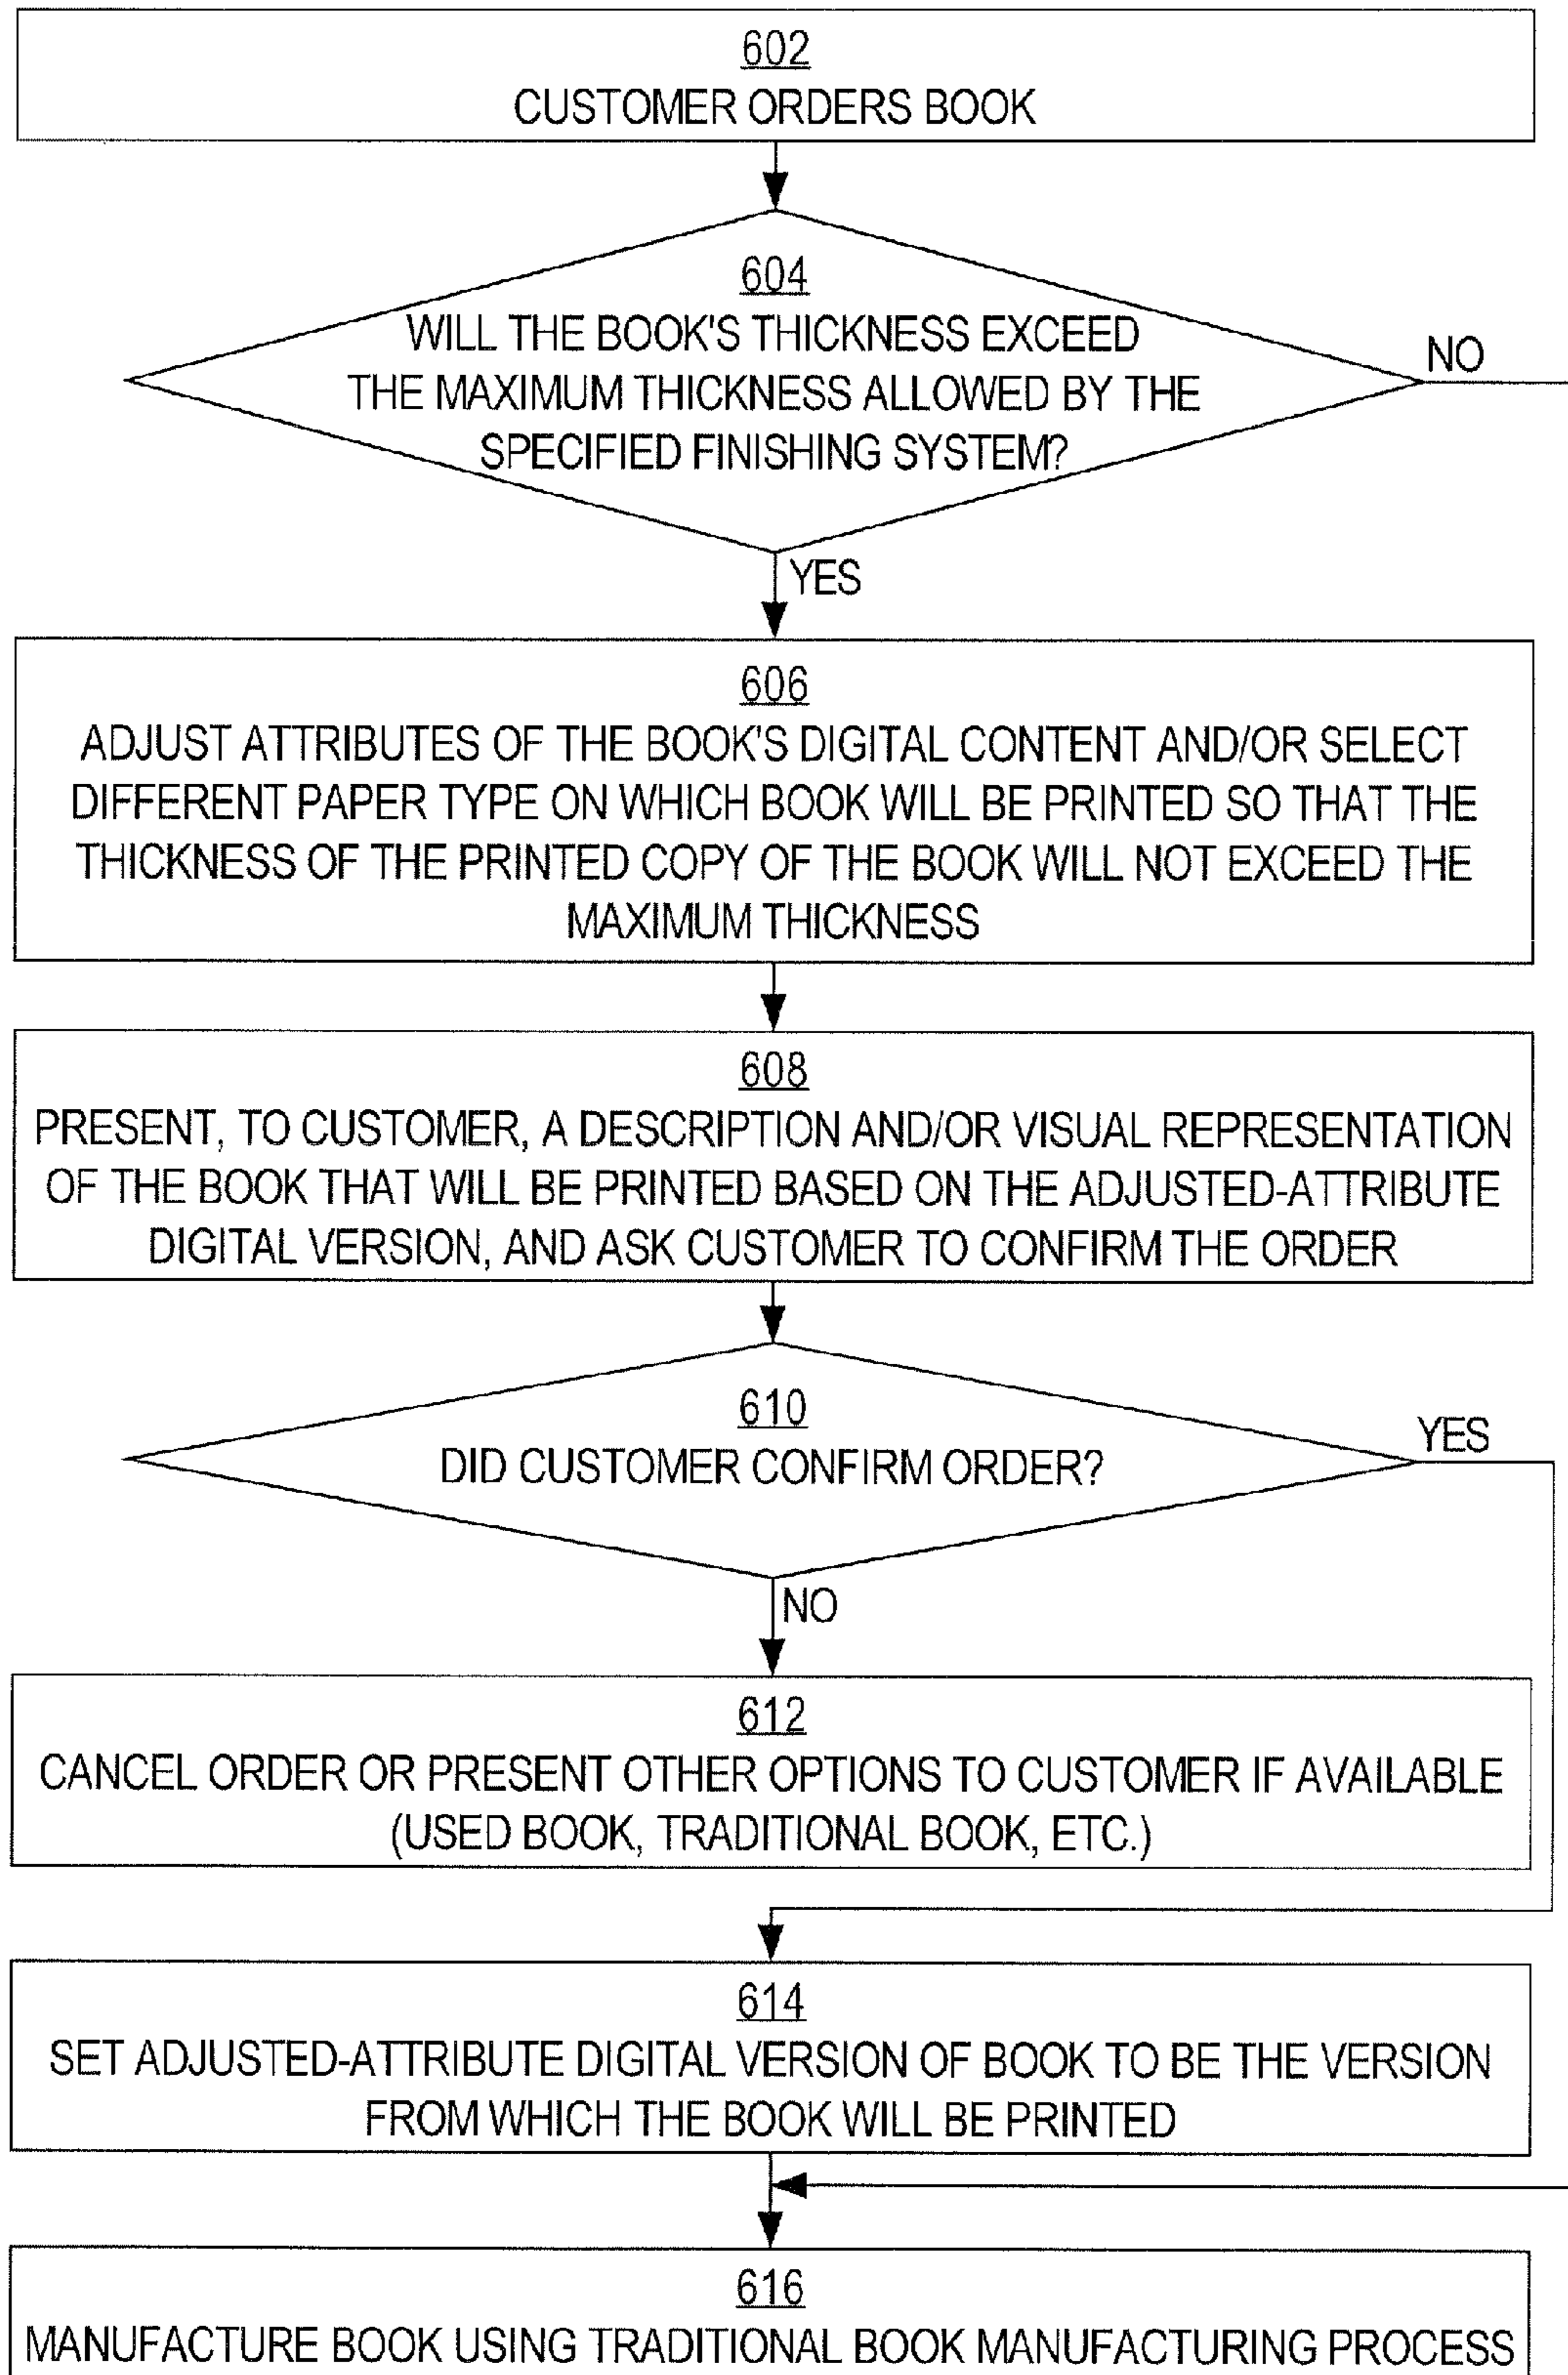 602
CUSTOMER ORDERS BOOK
604
WILL THE BOOK'S THICKNESS EXCEED
THE MAXIMUM THICKNESS ALLOWED BY THE
SPECIFIED FINISHING SYSTEM?
NO
YES
606
ADJUST ATTRIBUTES OF THE BOOK'S DIGITAL CONTENT AND/OR SELECT
DIFFERENT PAPER TYPE ON WHICH BOOK WILL BE PRINTED SO THAT THE
THICKNESS OF THE PRINTED COPY OF THE BOOK WILL NOT EXCEED THE
MAXIMUM THICKNESS
608
PRESENT, TO CUSTOMER, A DESCRIPTION AND/OR VISUAL REPRESENTATION
OF THE BOOK THAT WILL BE PRINTED BASED ON THE ADJUSTED-ATTRIBUTE
DIGITAL VERSION, AND ASK CUSTOMER TO CONFIRM THE ORDER
610
DID CUSTOMER CONFIRM ORDER?
YES
NO
612
CANCEL ORDER OR PRESENT OTHER OPTIONS TO CUSTOMER IF AVAILABLE
(USED BOOK, TRADITIONAL BOOK, ETC.)
614
SET ADJUSTED-ATTRIBUTE DIGITAL VERSION OF BOOK TO BE THE VERSION
FROM WHICH THE BOOK WILL BE PRINTED
616
MANUFACTURE BOOK USING TRADITIONAL BOOK MANUFACTURING PROCESS